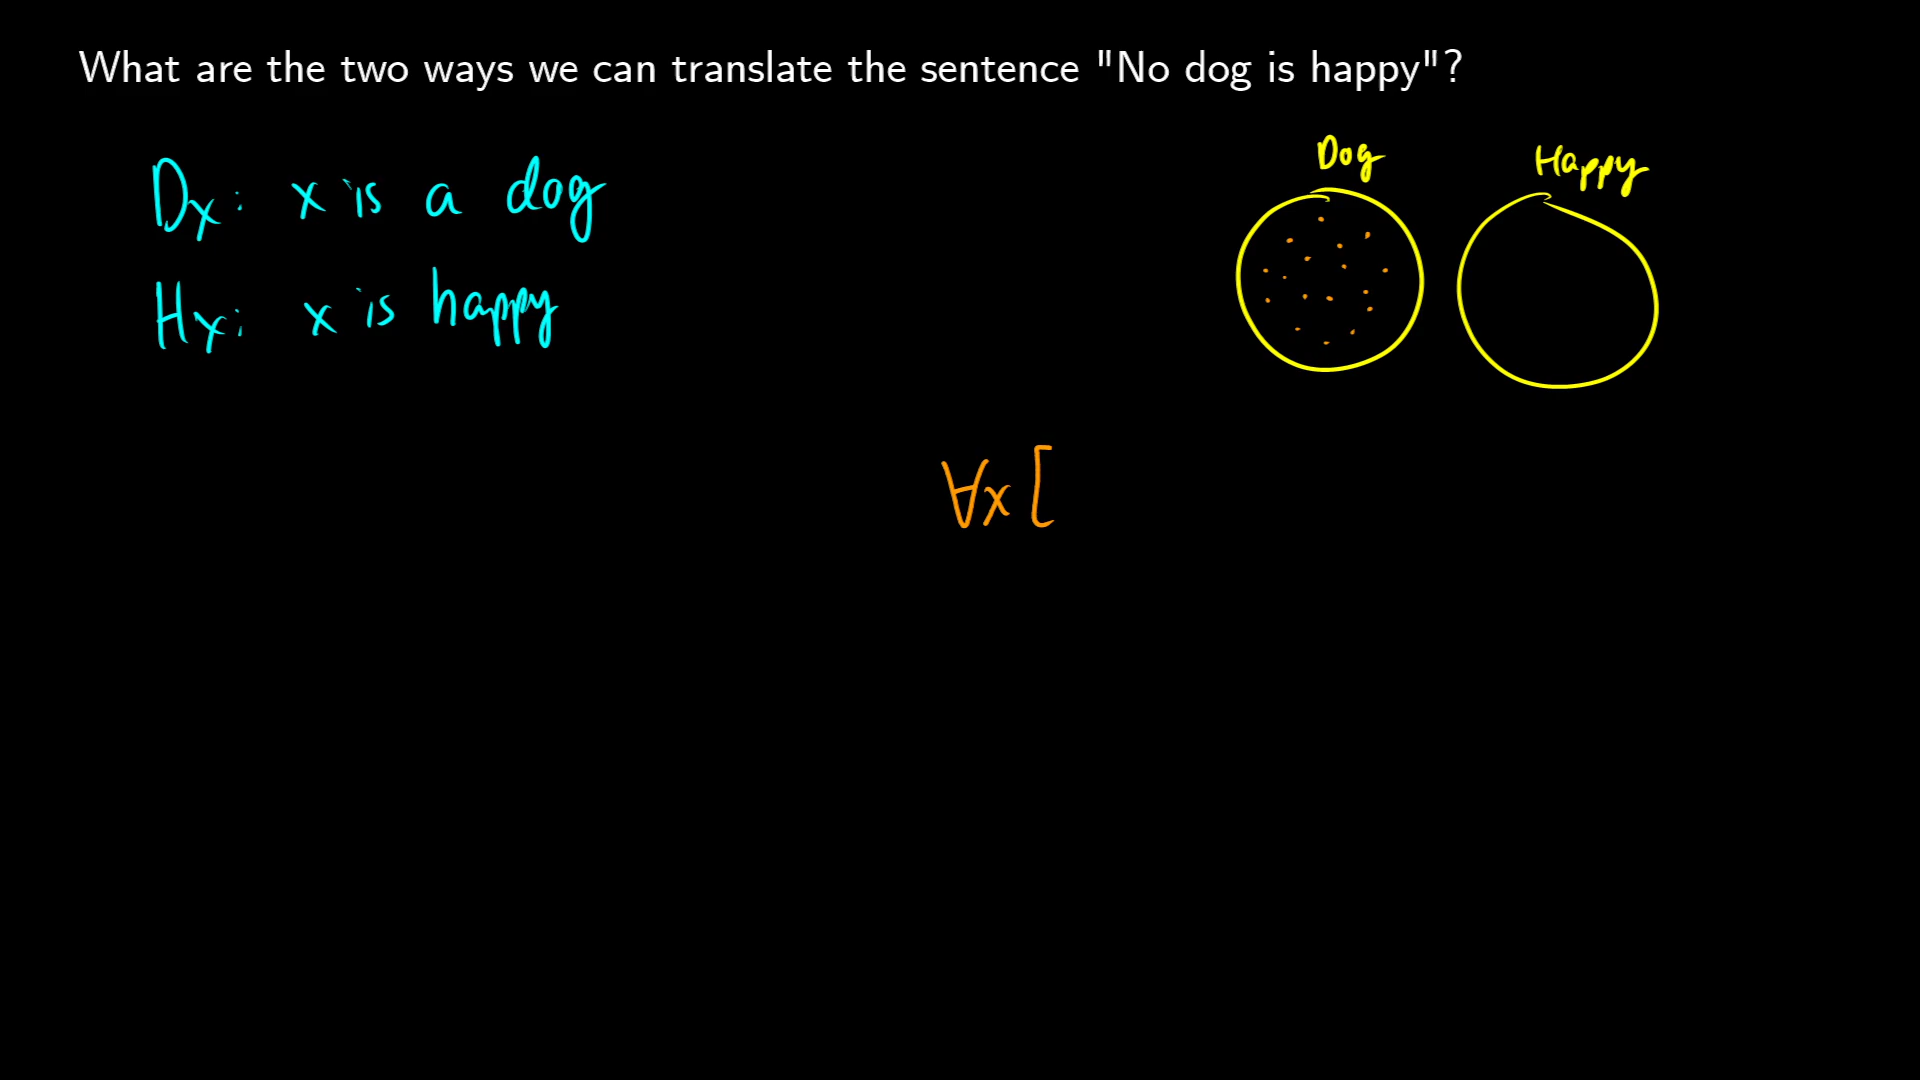 What are the two ways we can translate the sentence "No dog is happy"?
Dog
Happy
Dx: x is a dog
Hx: x is happy
∀x [